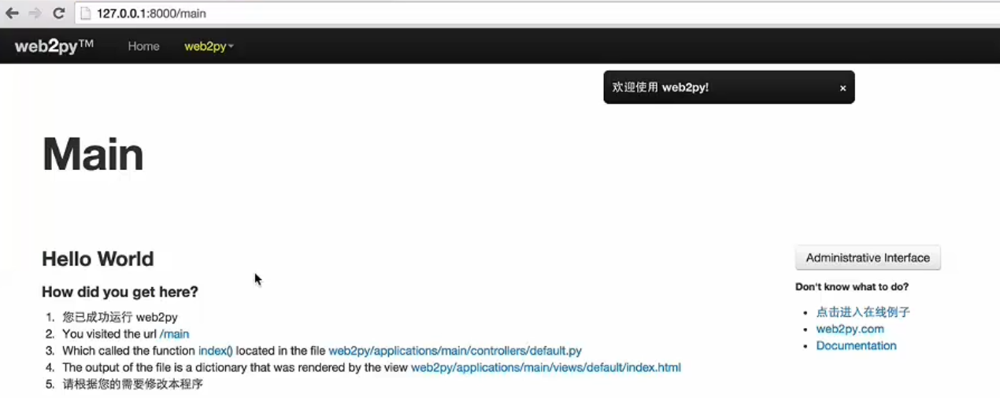 127.0.0.1:8000/main
web2py™ Home web2py
欢迎使用 web2py! ×
Main
Hello World
Administrative Interface
How did you get here?
Don't know what to do?
1. 您已成功运行 web2py
2. You visited the url /main
3. Which called the function index() located in the file web2py/applications/main/controllers/default.py
4. The output of the file is a dictionary that was rendered by the view web2py/applications/main/views/default/index.html
5. 请根据您的需要修改本程序
• 点击进入在线例子
• web2py.com
• Documentation